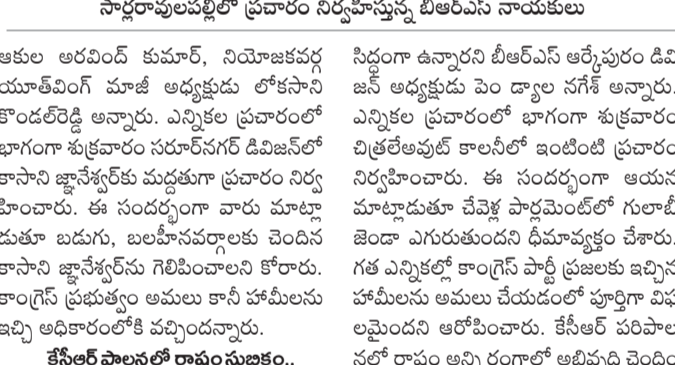 సార్లరావులపల్లిలో ప్రచారం నిర్వహిస్తున్న బీఆర్ఎస్ నాయకులు
ఆకుల అరవింద్ కుమార్, నియోజకవర్గ
యూత్‌వింగ్ మాజీ అధ్యక్షుడు లోకసాని
కొండల్‌రెడ్డి అన్నారు. ఎన్నికల ప్రచారంలో
భాగంగా శుక్రవారం సరూర్‌నగర్ డివిజన్‌లో
కాసాని జ్ఞానేశ్వర్‌కు మద్దతుగా ప్రచారం నిర్వ
హించారు. ఈ సందర్భంగా వారు మాట్లా
డుతూ బడుగు, బలహీనవర్గాలకు చెందిన
కాసాని జ్ఞానేశ్వర్‌ను గెలిపించాలని కోరారు.
కాంగ్రెస్ ప్రభుత్వం అమలు కానీ హామీలను
ఇచ్చి అధికారంలోకి వచ్చిందన్నారు.
కేసీఆర్ పాలనలో రాష్ట్రం సుభిక్షం..
సిద్ధంగా ఉన్నారని బీఆర్ఎస్ ఆర్కేపురం డివి
జన్ అధ్యక్షుడు పెం డ్యాల నగేశ్ అన్నారు.
ఎన్నికల ప్రచారంలో భాగంగా శుక్రవారం
చిత్రలేఅవుట్ కాలనీలో ఇంటింటి ప్రచారం
నిర్వహించారు. ఈ సందర్భంగా ఆయన
మాట్లాడుతూ చేవెళ్ల పార్లమెంట్‌లో గులాబీ
జెండా ఎగురుతుందని ధీమావ్యక్తం చేశారు.
గత ఎన్నికల్లో కాంగ్రెస్ పార్టీ ప్రజలకు ఇచ్చిన
హామీలను అమలు చేయడంలో పూర్తిగా విఫ
లమైందని ఆరోపించారు. కేసీఆర్ పరిపాల
నలో రాష్ట్రం అన్ని రంగాల్లో అభివృద్ధి చెందిం